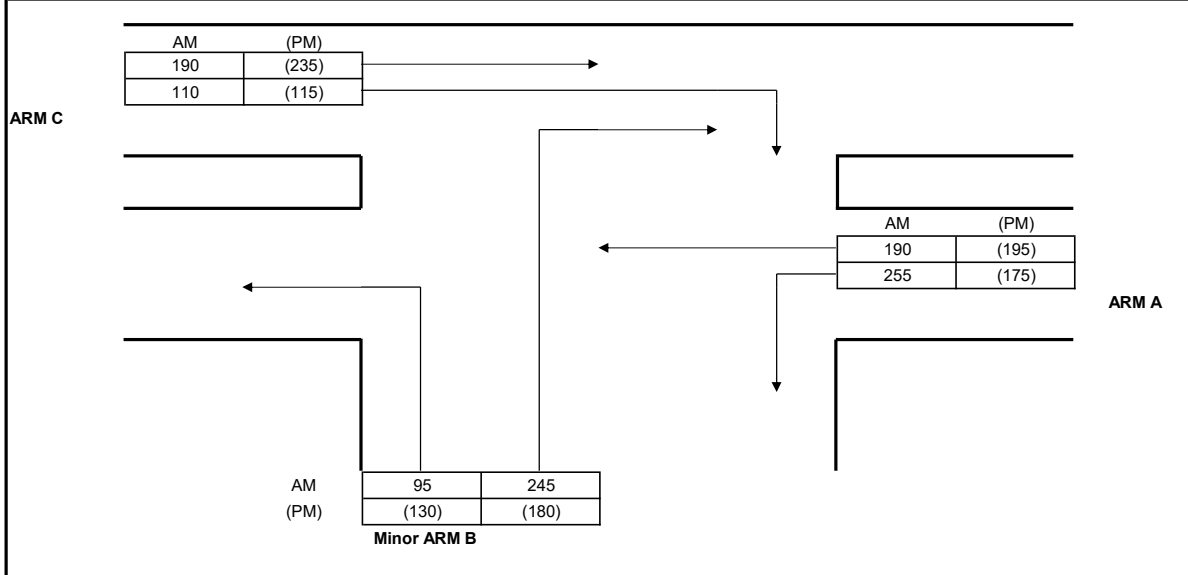 AM (PM)
190 (235)
110 (115)
ARM C
AM (PM)
190 (195)
255 (175)
ARM A
AM 95 245
(PM) (130) (180)
Minor ARM B